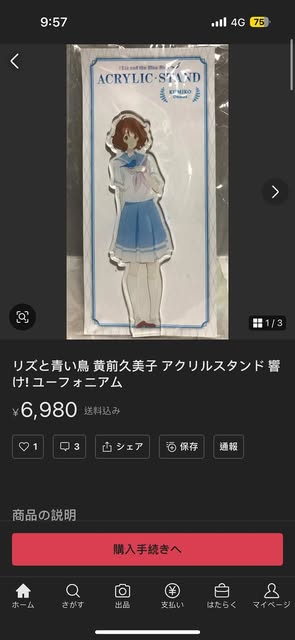 9:57
4G 75
Liz and the Blue Bird
ACRYLIC・STAND
KUMIKO
1 / 3
リズと青い鳥 黄前久美子 アクリルスタンド 響
け! ユーフォニアム
¥6,980 送料込み
1
3
シェア
保存
通報
商品の説明
購入手続きへ
ホーム
さがす
出品
支払い
はたらく
マイページ